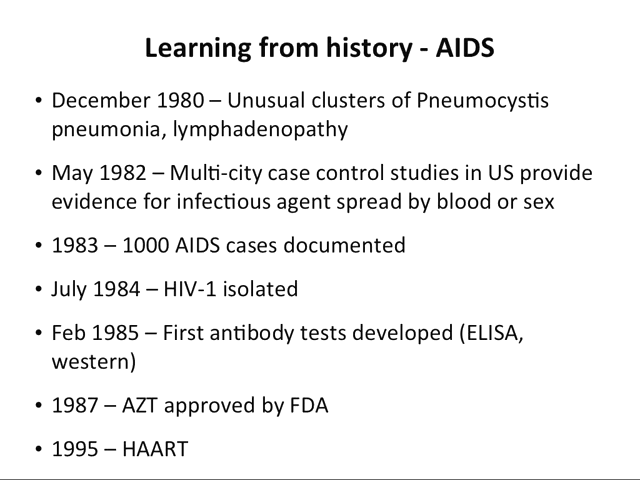 Learning from history - AIDS
• December 1980 – Unusual clusters of Pneumocystis
pneumonia, lymphadenopathy
• May 1982 – Multi-city case control studies in US provide
evidence for infectious agent spread by blood or sex
• 1983 – 1000 AIDS cases documented
• July 1984 – HIV-1 isolated
• Feb 1985 – First antibody tests developed (ELISA,
western)
• 1987 – AZT approved by FDA
• 1995 – HAART